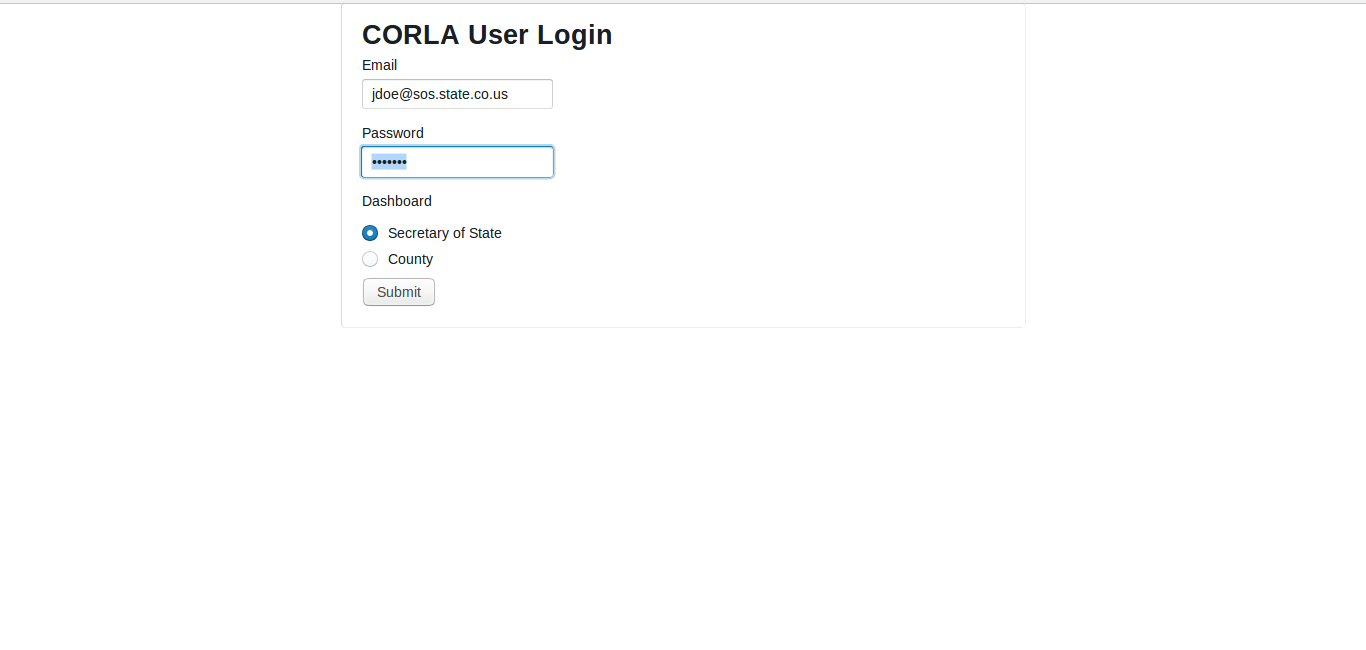 CORLA User Login
Email
jdoe@sos.state.co.us
Password
•••••••
Dashboard
Secretary of State
County
Submit